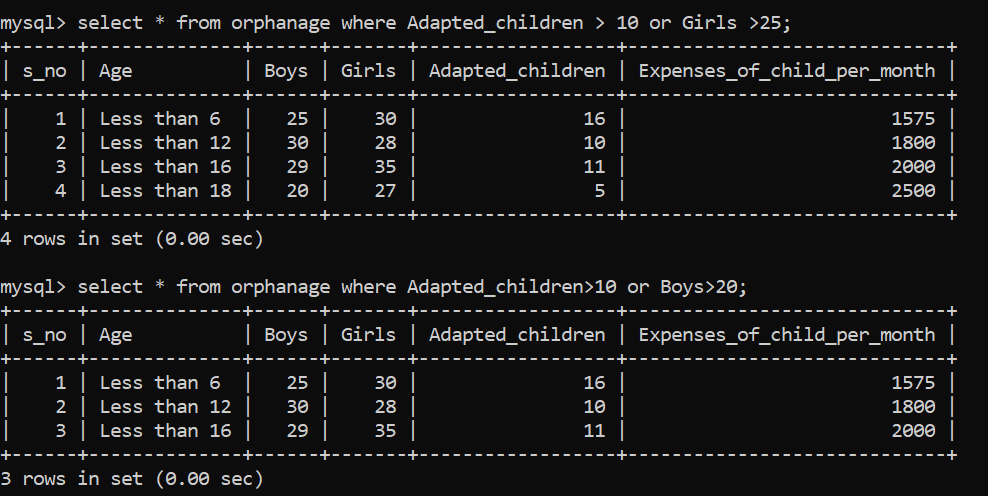 mysql> select * from orphanage where Adapted_children > 10 or Girls >25;
+------+--------------+------+-------+------------------+-----------------------------+
| s_no | Age          | Boys | Girls | Adapted_children | Expenses_of_child_per_month |
+------+--------------+------+-------+------------------+-----------------------------+
|    1 | Less than 6  |   25 |    30 |               16 |                        1575 |
|    2 | Less than 12 |   30 |    28 |               10 |                        1800 |
|    3 | Less than 16 |   29 |    35 |               11 |                        2000 |
|    4 | Less than 18 |   20 |    27 |                5 |                        2500 |
+------+--------------+------+-------+------------------+-----------------------------+
4 rows in set (0.00 sec)
mysql> select * from orphanage where Adapted_children>10 or Boys>20;
+------+--------------+------+-------+------------------+-----------------------------+
| s_no | Age          | Boys | Girls | Adapted_children | Expenses_of_child_per_month |
+------+--------------+------+-------+------------------+-----------------------------+
|    1 | Less than 6  |   25 |    30 |               16 |                        1575 |
|    2 | Less than 12 |   30 |    28 |               10 |                        1800 |
|    3 | Less than 16 |   29 |    35 |               11 |                        2000 |
+------+--------------+------+-------+------------------+-----------------------------+
3 rows in set (0.00 sec)